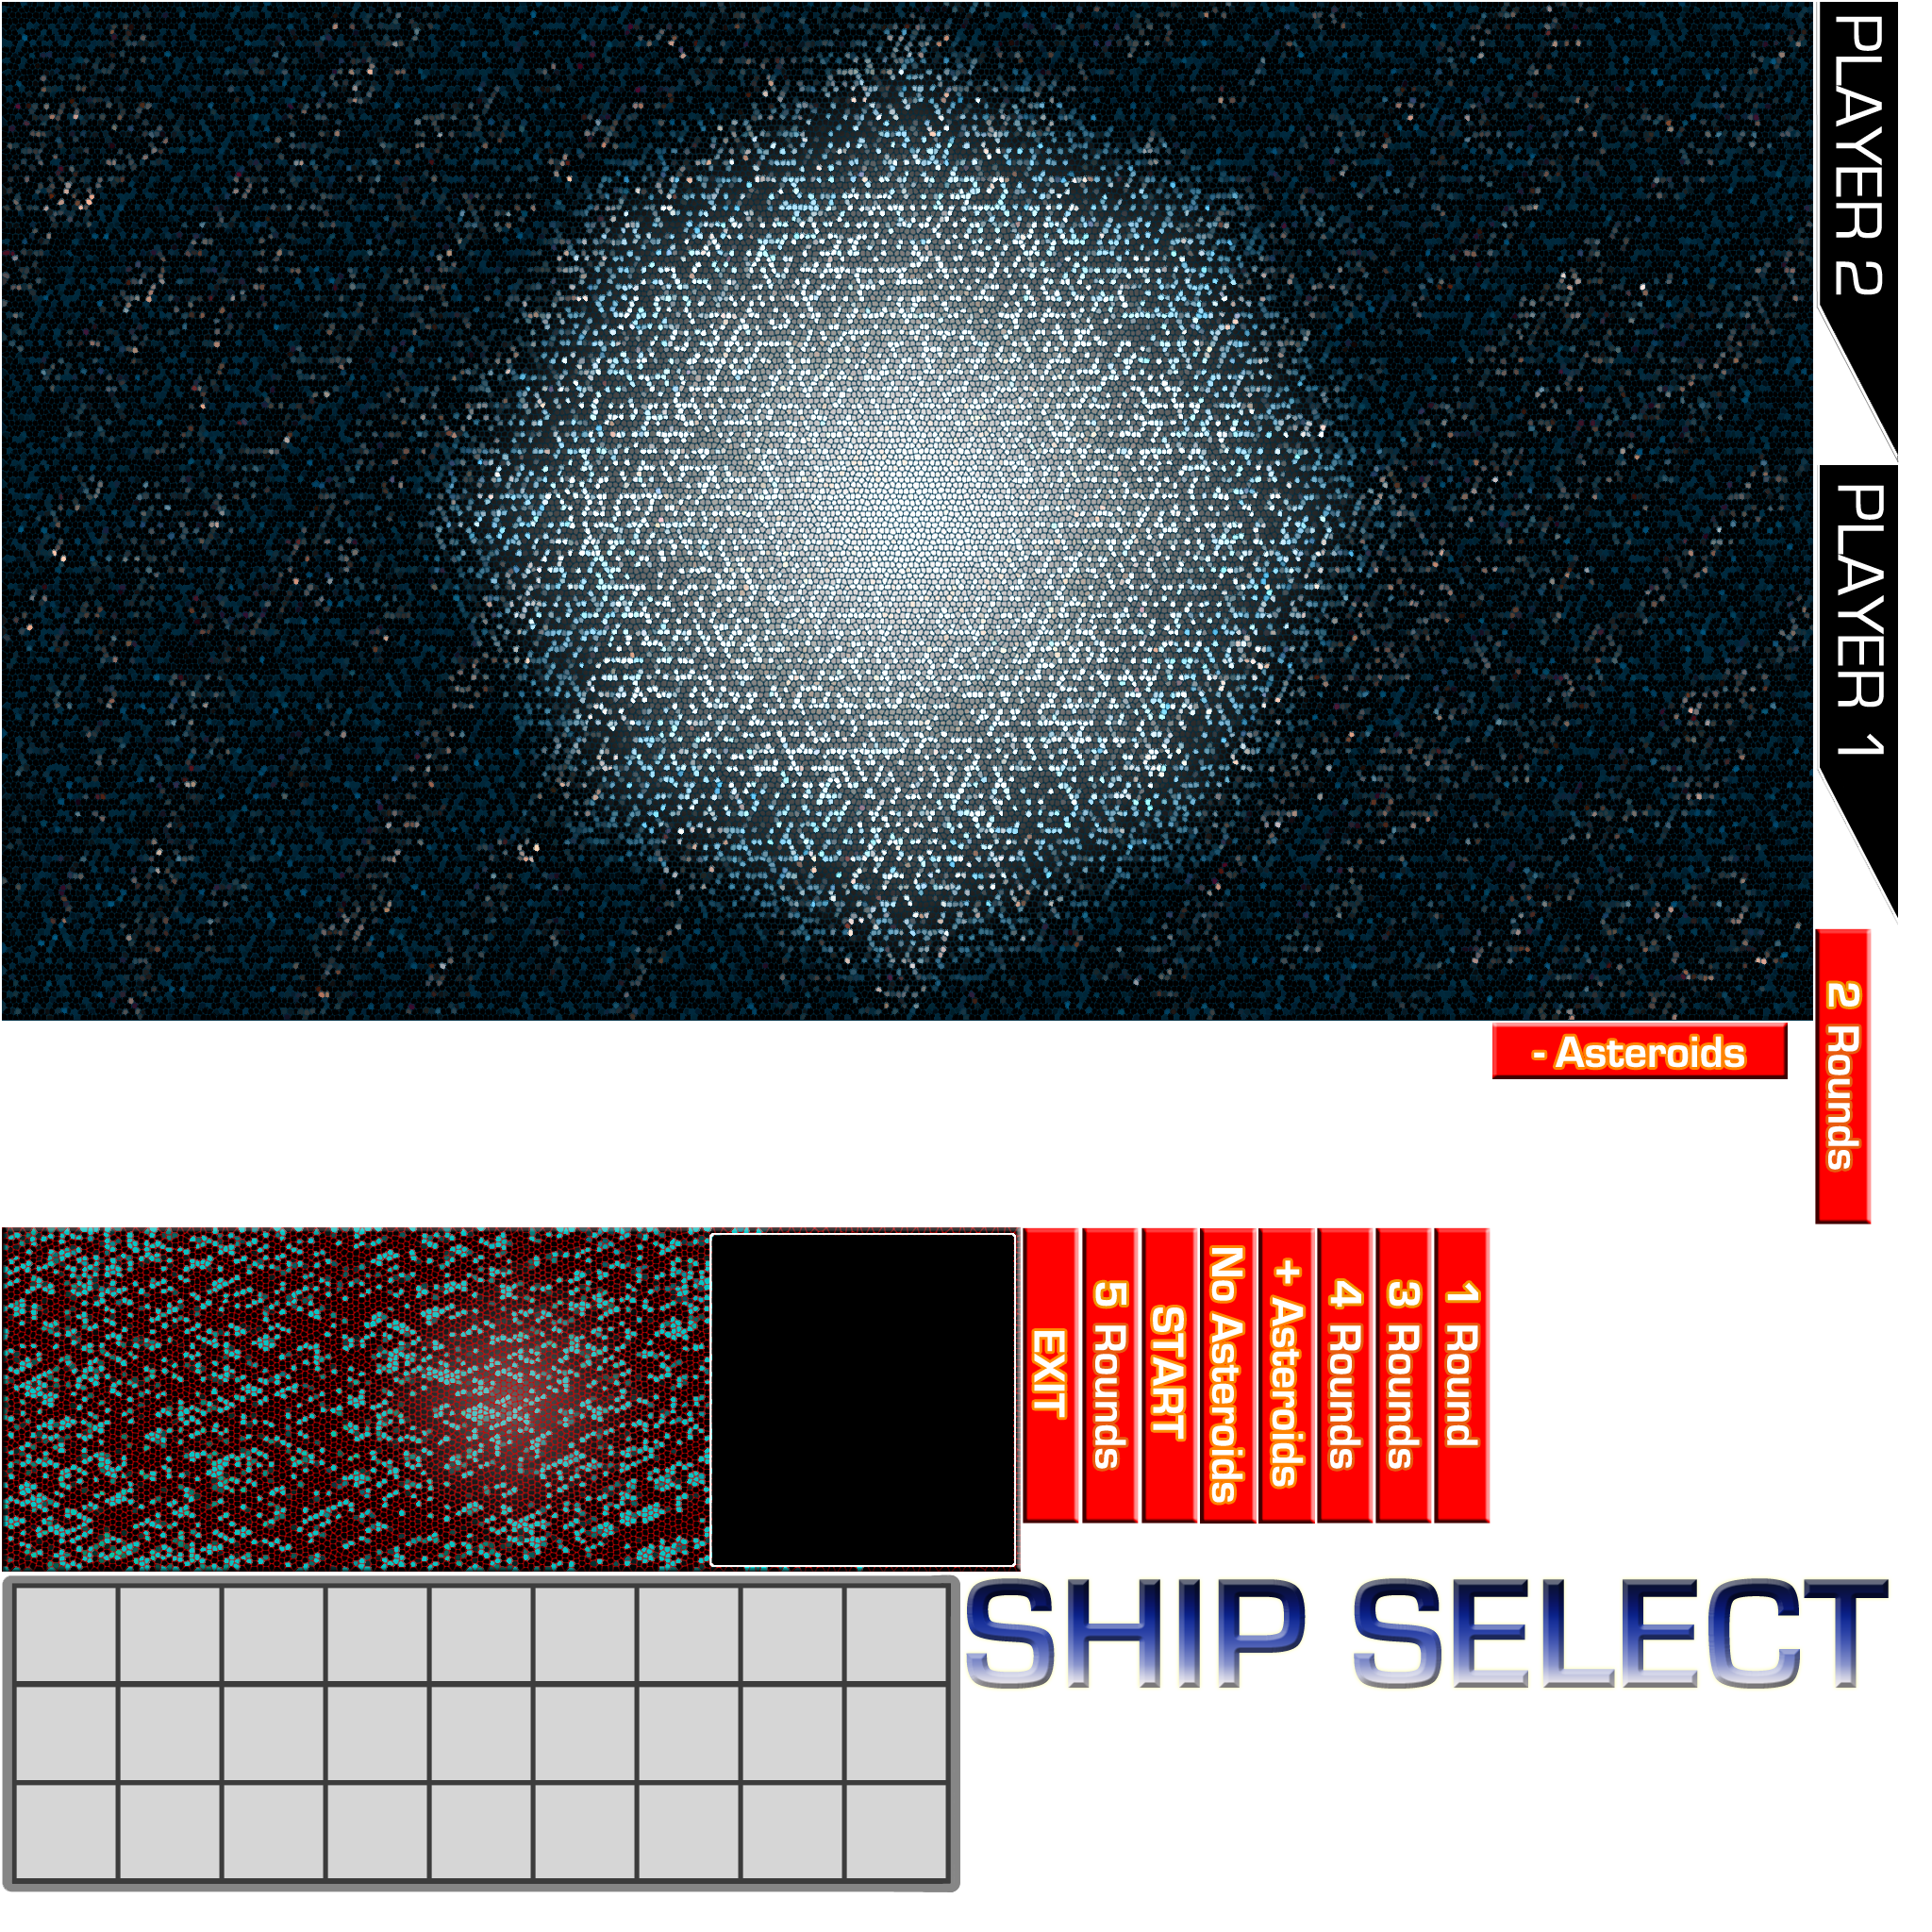 PLAYER 2
PLAYER 1
2 Rounds
- Asteroids
EXIT
5 Rounds
START
No Asteroids
+ Asteroids
4 Rounds
3 Rounds
1 Round
SHIP SELECT